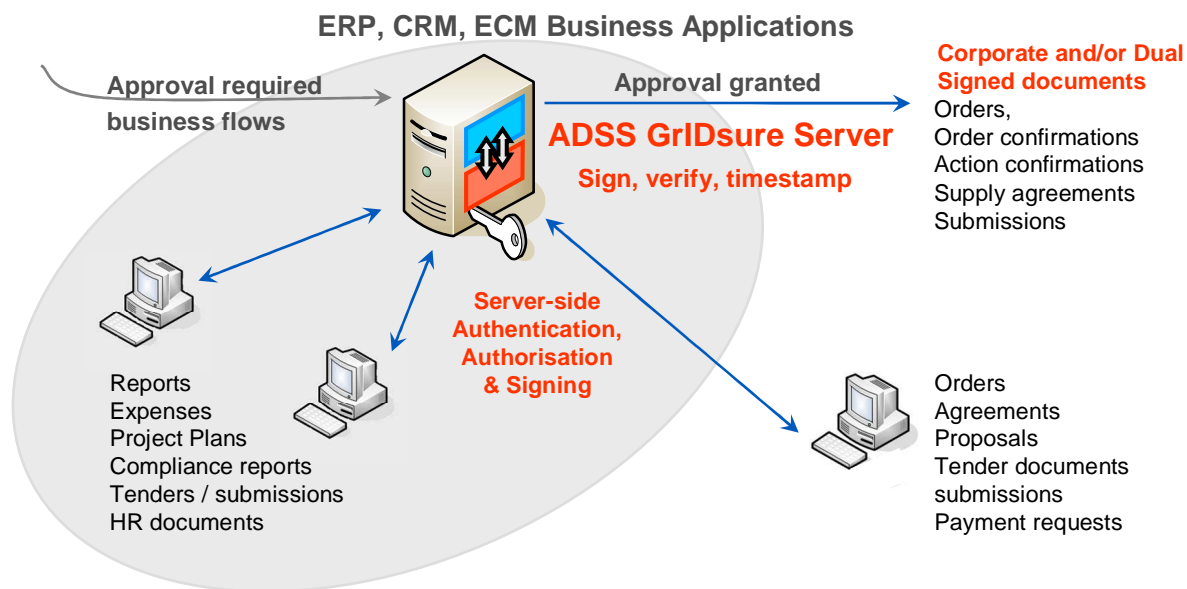 ERP, CRM, ECM Business Applications
Approval required
business flows
Approval granted
ADSS GrIDsure Server
Sign, verify, timestamp
Corporate and/or Dual
Signed documents
Orders,
Order confirmations
Action confirmations
Supply agreements
Submissions
Server-side
Authentication,
Authorisation
& Signing
Reports
Expenses
Project Plans
Compliance reports
Tenders / submissions
HR documents
Orders
Agreements
Proposals
Tender documents
submissions
Payment requests